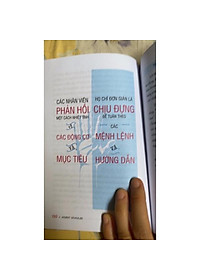 CÁC NHÂN VIÊN
PHẢN HỒI
MỘT CÁCH NHIỆT TÌNH
VỚI
CÁC ĐỘNG CƠ
VÀ
MỤC TIÊU
HỌ CHỈ ĐƠN GIẢN LÀ
CHỊU ĐỰNG
ĐỂ TUÂN THEO
CÁC
MỆNH LỆNH
VÀ
HƯỚNG DẪN